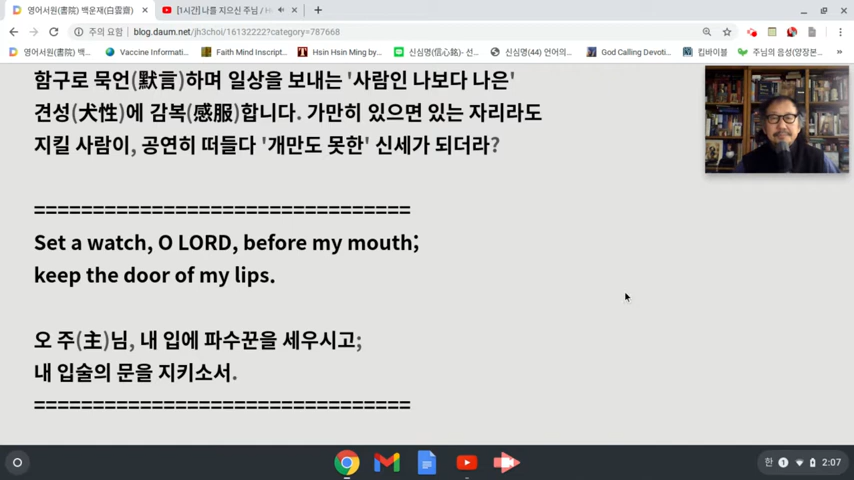 영어서원(書院) 백운재(白雲齋)
[1시간] 나를 지으신 주님 / H
주의 요함
blog.daum.net/jh3choi/16132222?category=787668
영어서원(書院) 백...
Vaccine Informati...
Faith Mind Inscript...
Hsin Hsin Ming by...
신심명(信心銘)- 선...
신심명(44) 언어의...
God Calling Devoti...
킹바이블
주님의 음성(양장본...
함구로 묵언(默言)하며 일상을 보내는 '사람인 나보다 나은'
견성(犬性)에 감복(感服)합니다. 가만히 있으면 있는 자리라도
지킬 사람이, 공연히 떠들다 '개만도 못한' 신세가 되더라?
================================
Set a watch, O LORD, before my mouth;
keep the door of my lips.
오 주(主)님, 내 입에 파수꾼을 세우시고;
내 입술의 문을 지키소서.
================================
한
1
2:07